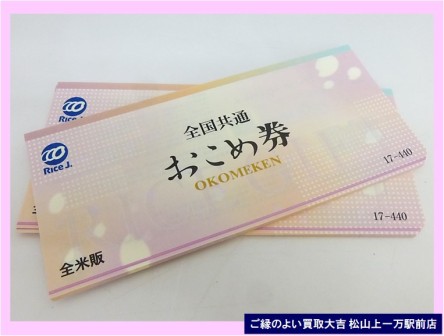 Rice J.
全国共通
おこめ券
OKOMEKEN
17-440
全米販
Rice J.
17-440
ご縁のよい買取大吉 松山上一万駅前店